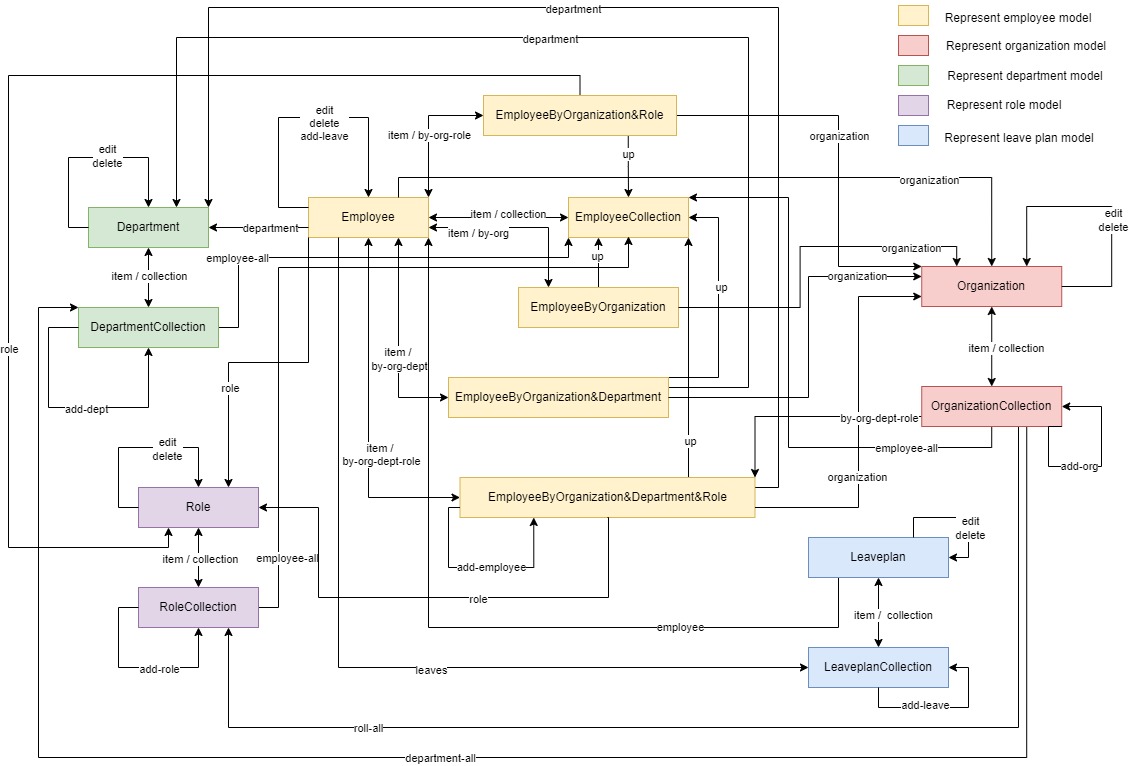 department
Represent employee model
department
Represent organization model
Represent department model
Represent role model
Represent leave plan model
EmployeeByOrganization&Role
edit
delete
add-leave
item / by-org-role
organization
up
edit
delete
organization
Employee
item / collection
EmployeeCollection
edit
delete
Department
department
item / by-org
organization
employee-all
up
item / collection
organization
Organization
up
EmployeeByOrganization
DepartmentCollection
role
item /
by-org-dept
item / collection
role
EmployeeByOrganization&Department
OrganizationCollection
add-dept
by-org-dept-role
edit
delete
item /
by-org-dept-role
up
employee-all
add-org
organization
EmployeeByOrganization&Department&Role
Role
edit
delete
item / collection
employee-all
add-employee
Leaveplan
role
RoleCollection
item /  collection
employee
add-role
leaves
LeaveplanCollection
add-leave
roll-all
department-all